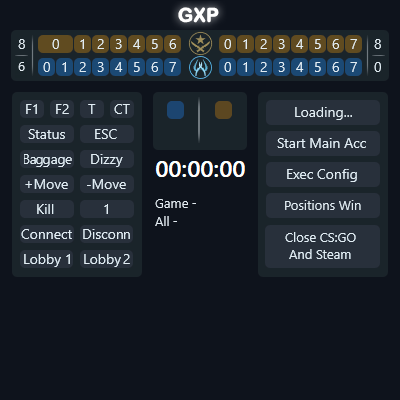 GXP
8 0 1 2 3 4 5 6 0 1 2 3 4 5 6 7 8
6 0 1 2 3 4 5 6 7 0 1 2 3 4 5 6 7 0
F1 F2 T CT
Status ESC
Baggage Dizzy
+Move -Move
Kill 1
Connect Disconn
Lobby 1 Lobby 2
00:00:00
Game -
All -
Loading...
Start Main Acc
Exec Config
Positions Win
Close CS:GO
And Steam